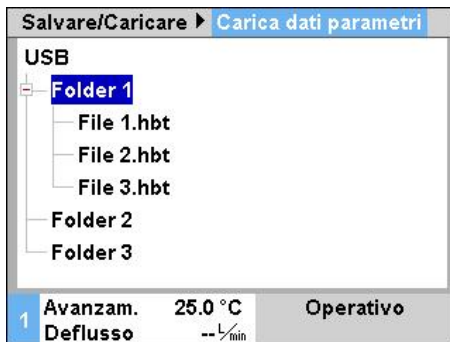 Salvare/Caricare ▶ Carica dati parametri
USB
Folder 1
File 1.hbt
File 2.hbt
File 3.hbt
Folder 2
Folder 3
1 Avanzam. 25.0 °C Operativo
Deflusso -- L/min